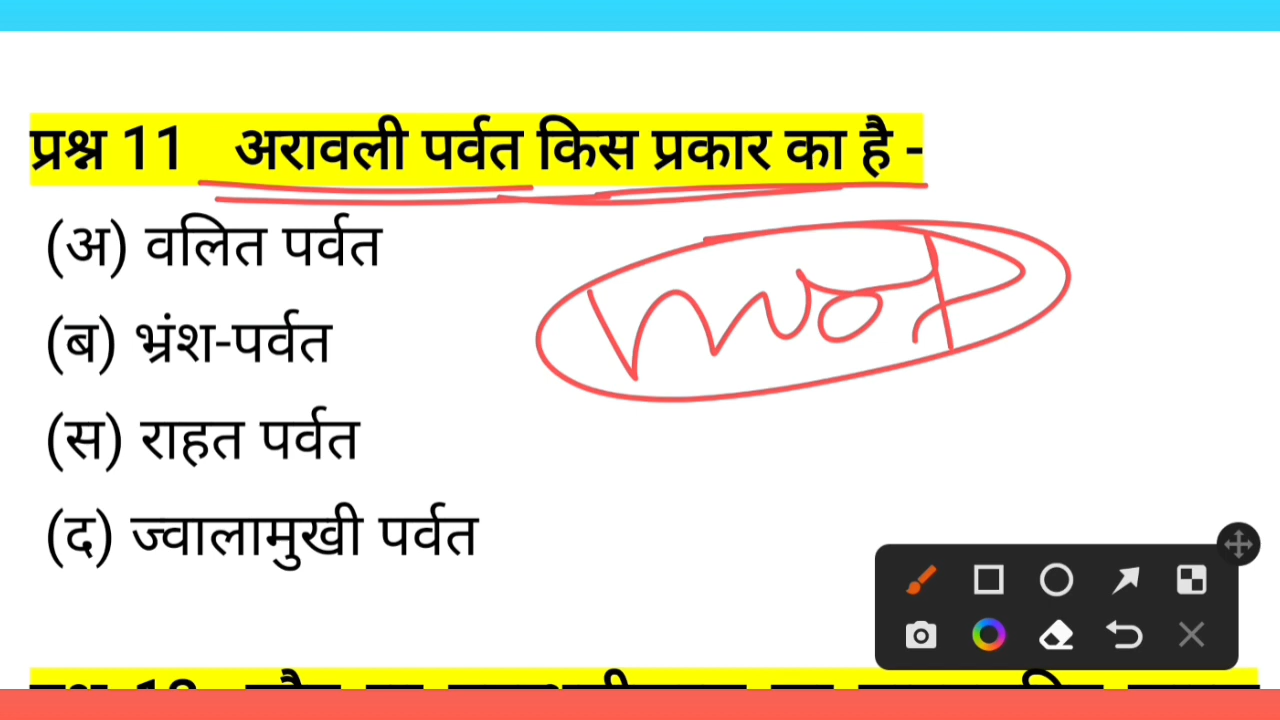 प्रश्न 11 अरावली पर्वत किस प्रकार का है -
(अ) वलित पर्वत
(ब) भ्रंश-पर्वत
(स) राहत पर्वत
(द) ज्वालामुखी पर्वत